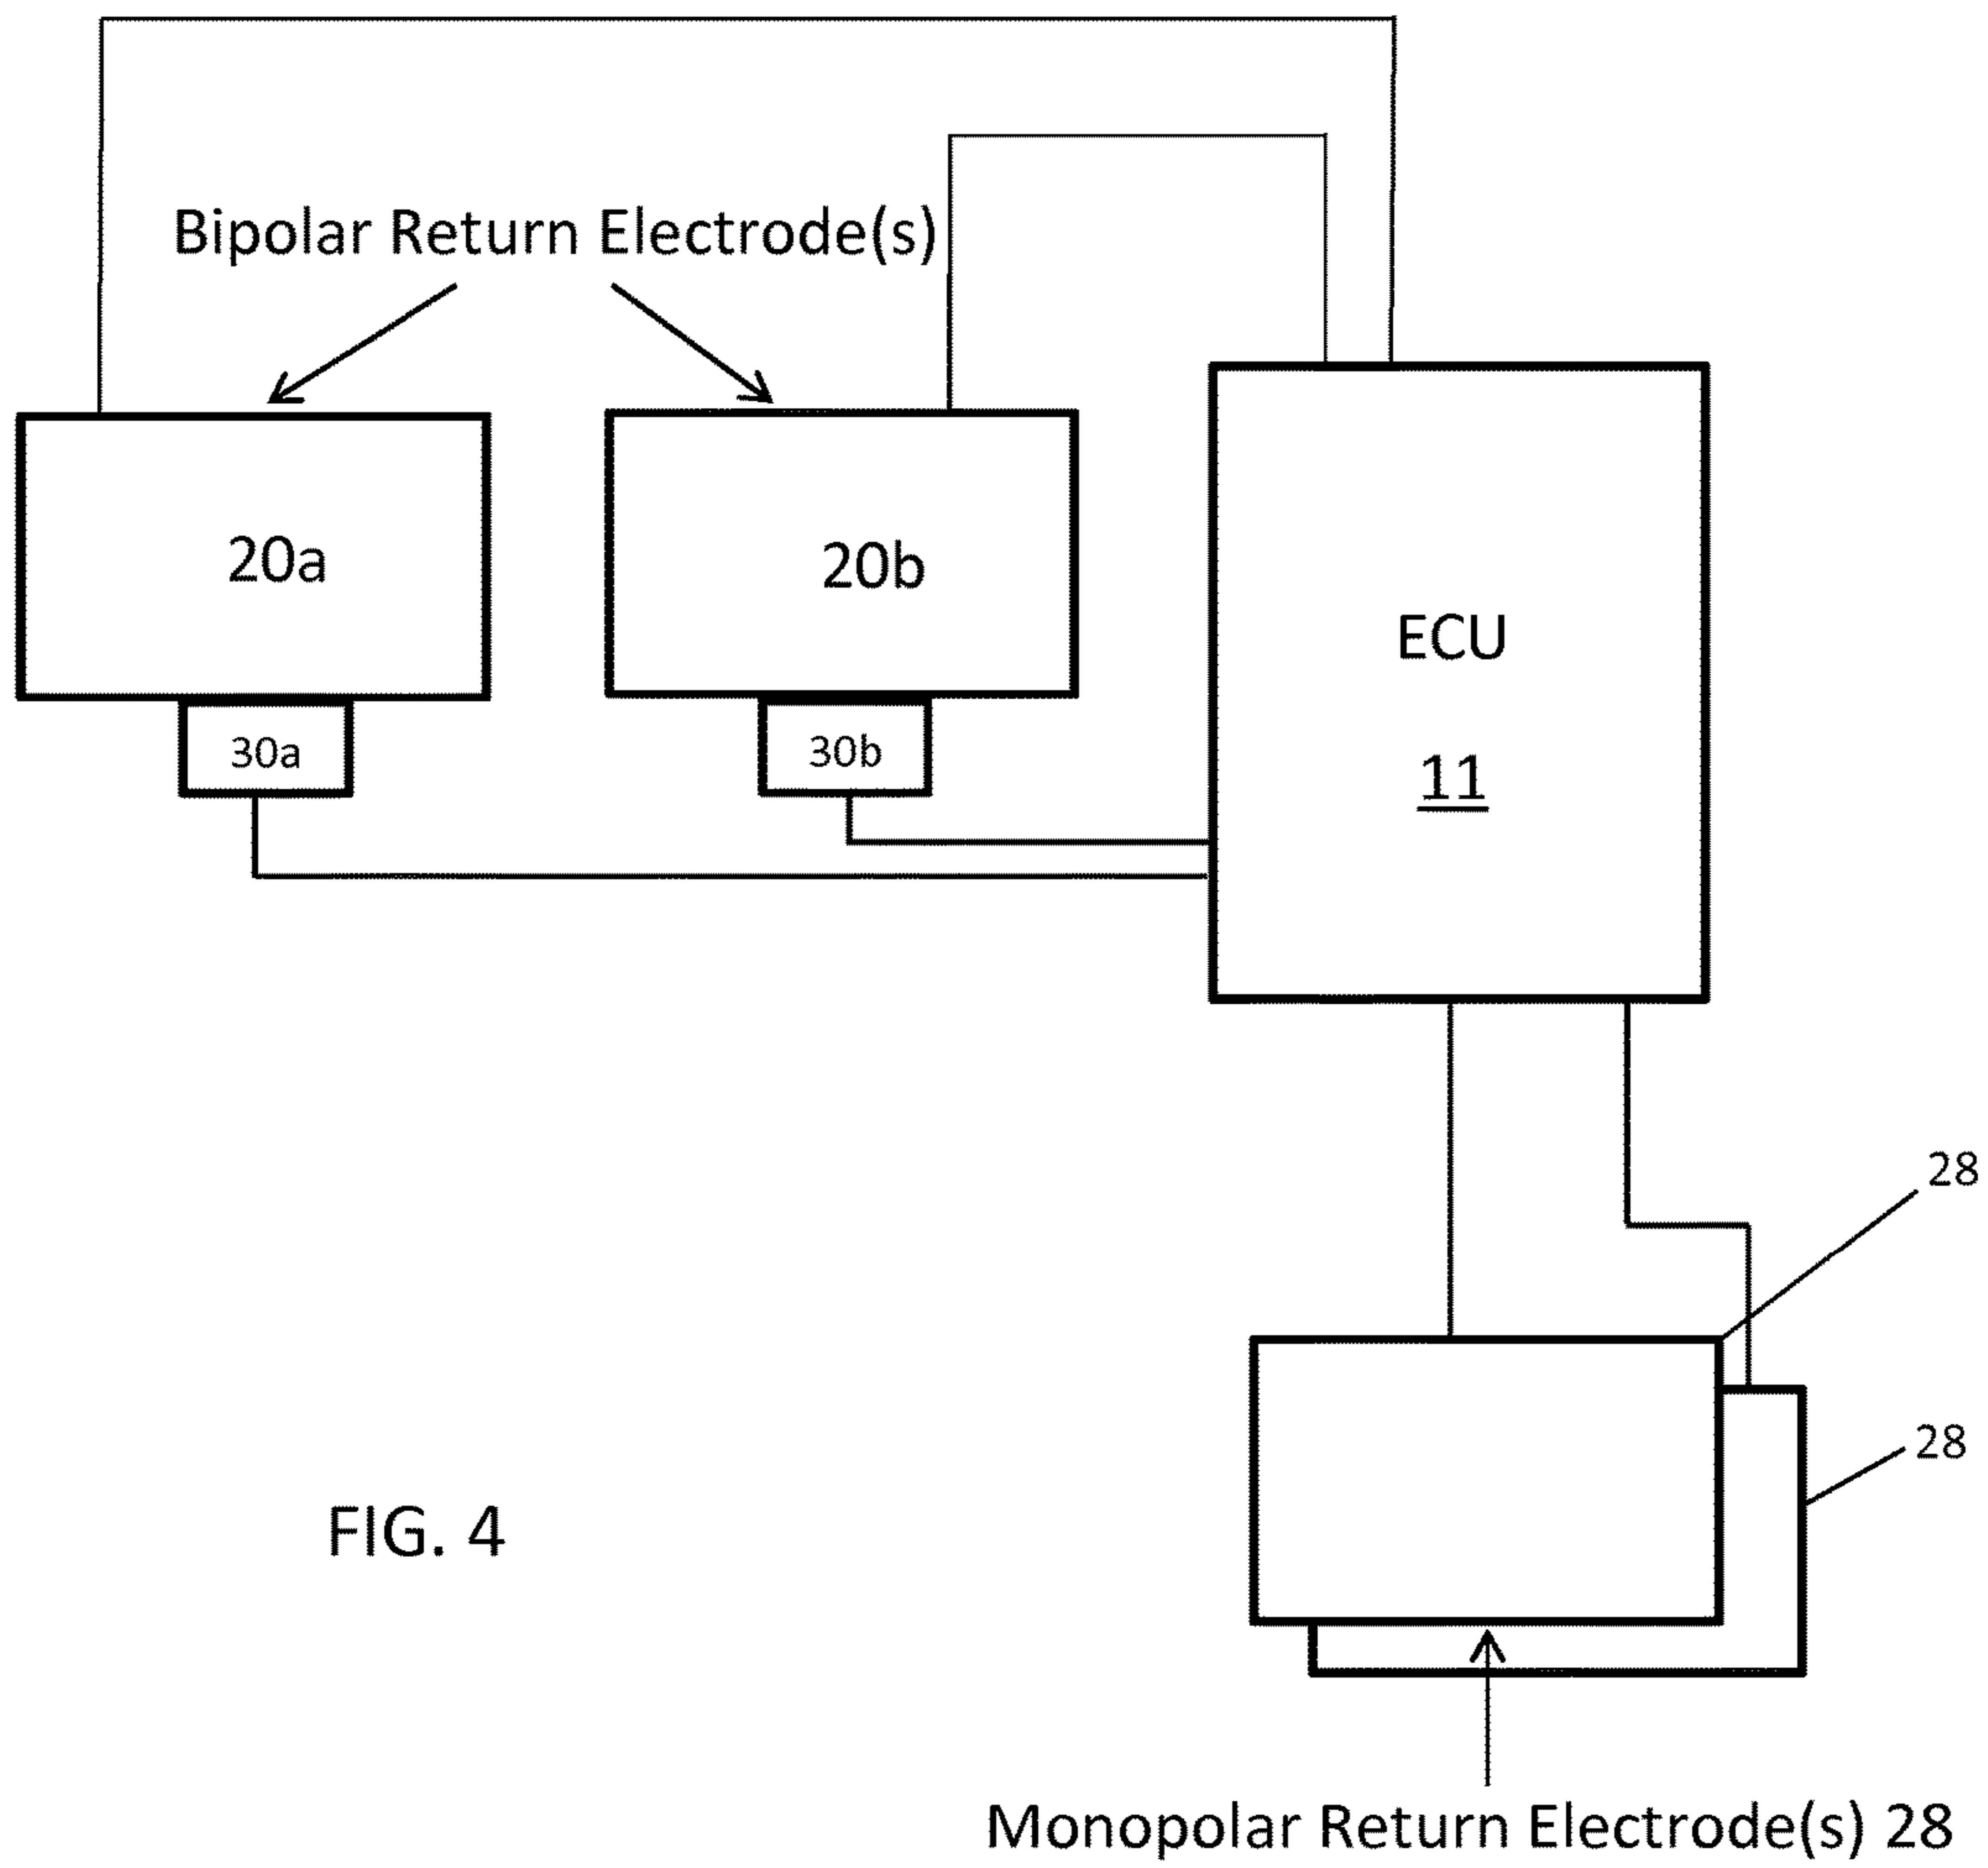 Bipolar Return Electrode(s)
20a
20b
ECU
11
30a
30b
28
28
FIG. 4
Monopolar Return Electrode(s) 28